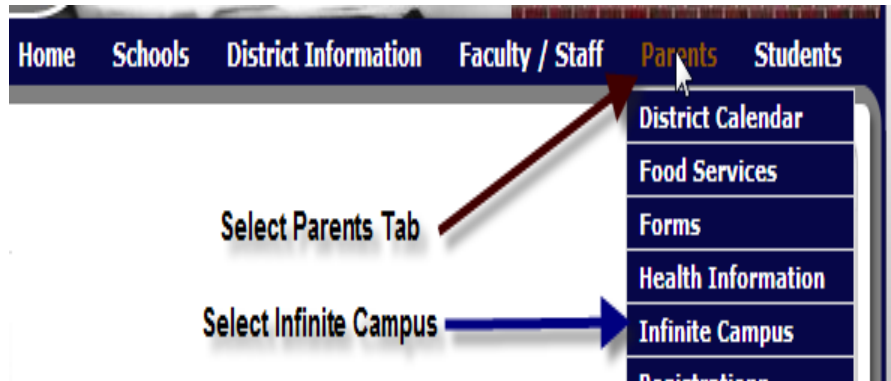 Home Schools District Information Faculty / Staff Parents Students
District Calendar
Food Services
Select Parents Tab
Forms
Health Information
Select Infinite Campus
Infinite Campus